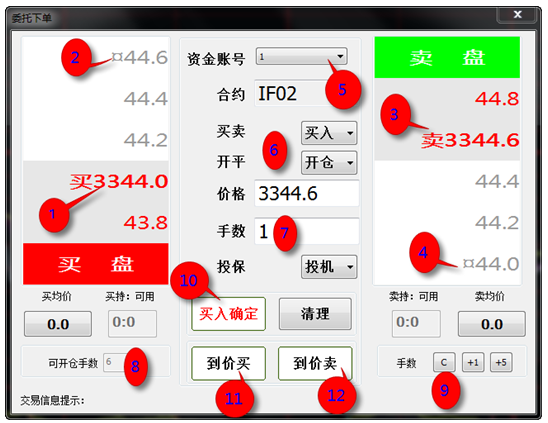 委托下单
2 ¤44.6
44.4
44.2
买3344.0
1
43.8
买 盘
买均价 买持：可用
0.0 0:0
可开仓手数 6 8
交易信息提示：
资金账号 1
5
合约 IF02
买卖 买入
6
开平 开仓
价格 3344.6
手数 1 7
投保 投机
10
买入确定 清理
到价买 到价卖
11 12
卖 盘
44.8
3
卖3344.6
44.4
44.2
4
¤44.0
卖持：可用 卖均价
0:0 0.0
手数 C +1 +5
9